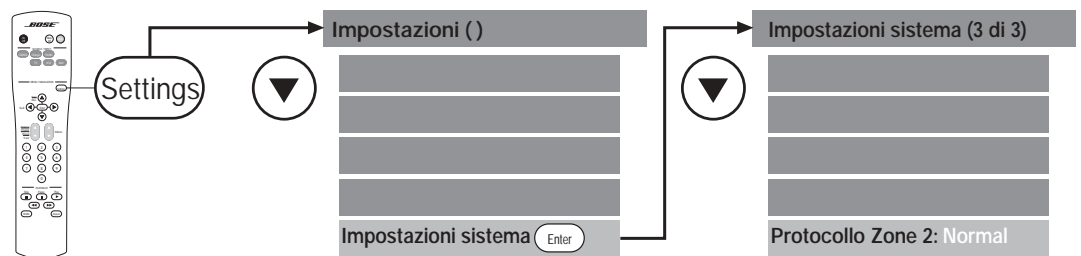 BOSE
Settings
Impostazioni ( )
Impostazioni sistema Enter
Impostazioni sistema (3 di 3)
Protocollo Zone 2: Normal